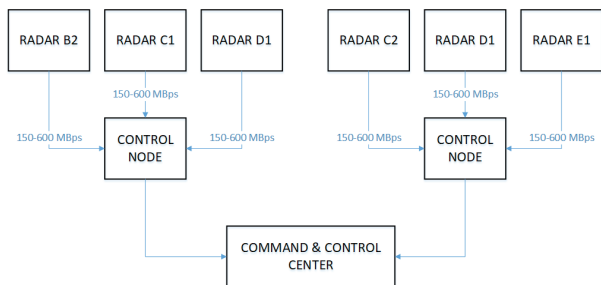 RADAR B2
RADAR C1
RADAR D1
RADAR C2
RADAR D1
RADAR E1
150-600 MBps
150-600 MBps
150-600 MBps
150-600 MBps
150-600 MBps
150-600 MBps
CONTROL
NODE
CONTROL
NODE
COMMAND & CONTROL
CENTER